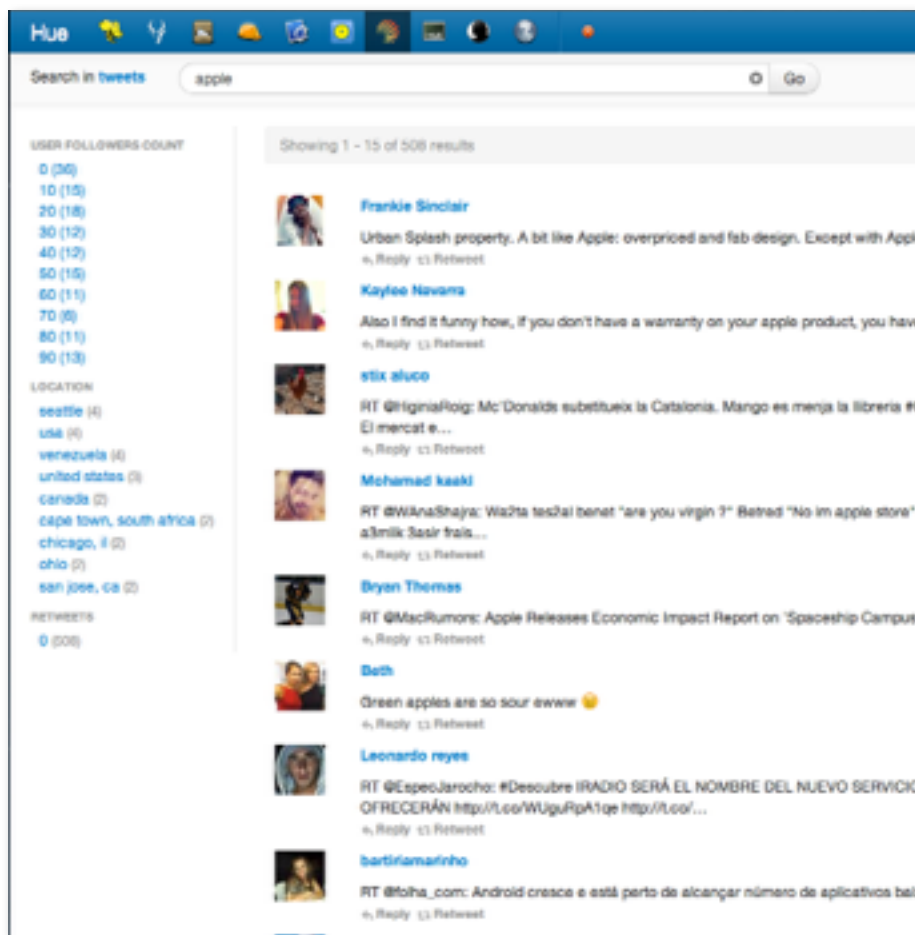 Hue
Search in tweets
apple
Go
USER FOLLOWERS COUNT
0 (36)
10 (15)
20 (18)
30 (12)
40 (12)
50 (15)
60 (11)
70 (6)
80 (11)
90 (13)
LOCATION
seattle (4)
usa (4)
venezuela (4)
united states (3)
canada (2)
cape town, south africa (2)
chicago, il (2)
ohio (2)
san jose, ca (2)
RETWEETS
0 (508)
Showing 1 - 15 of 508 results
Frankie Sinclair
Urban Splash property. A bit like Apple: overpriced and fab design. Except with Appl
Reply Retweet
Kaylee Navarra
Also I find it funny how, if you don't have a warranty on your apple product, you have
Reply Retweet
stix aluco
RT @HiginiaRoig: Mc'Donalds substitueix la Catalonia. Mango es menja la llibreria #
El mercat e...
Reply Retweet
Mohamad kaaki
RT @WAnaShajra: Wa2ta tes2al benet "are you virgin ?" Betred "No im apple store"
a3milk 3asir frais...
Reply Retweet
Bryan Thomas
RT @MacRumors: Apple Releases Economic Impact Report on 'Spaceship Campus
Reply Retweet
Beth
Green apples are so sour ewww 😩
Reply Retweet
Leonardo reyes
RT @EspecJarocho: #Descubre IRADIO SERÁ EL NOMBRE DEL NUEVO SERVICIO
OFRECERÁN http://t.co/WUguRpA1qe http://t.co/...
Reply Retweet
bartiriamarinho
RT @folha_com: Android cresce e está perto de alcançar número de aplicativos bai
Reply Retweet